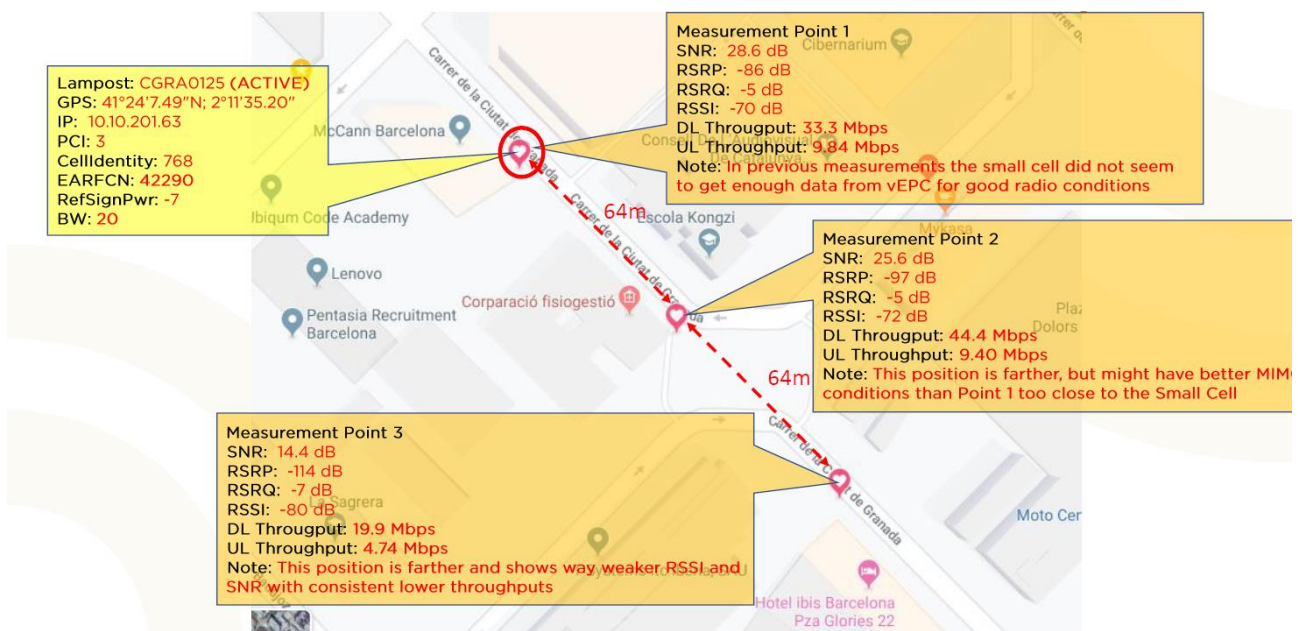 Lampost: CGRA0125 (ACTIVE)
GPS: 41°24'7.49"N; 2°11'35.20"
IP: 10.10.201.63
PCI: 3
CellIdentity: 768
EARFCN: 42290
RefSignPwr: -7
BW: 20
Measurement Point 1
SNR: 28.6 dB
RSRP: -86 dB
RSRQ: -5 dB
RSSI: -70 dB
DL Througput: 33.3 Mbps
UL Throughput: 9.84 Mbps
Note: In previous measurements the small cell did not seem
to get enough data from vEPC for good radio conditions
Cibernarium
Consell De L'Audiovisual
De Catalunya...
Carrer de la Ciutat de Granada
McCann Barcelona
Ibiqum Code Academy
64m
Escola Kongzi
Carrer de la Ciutat de Granada
Mykasa
Lenovo
Corparació fisiogestió
Pentasia Recruitment
Barcelona
Measurement Point 2
SNR: 25.6 dB
RSRP: -97 dB
RSRQ: -5 dB
RSSI: -72 dB
DL Througput: 44.4 Mbps
UL Throughput: 9.40 Mbps
Note: This position is farther, but might have better MIMO
conditions than Point 1 too close to the Small Cell
Dolors
64m
Measurement Point 3
SNR: 14.4 dB
RSRP: -114 dB
RSRQ: -7 dB
RSSI: -80 dB
DL Througput: 19.9 Mbps
UL Throughput: 4.74 Mbps
Note: This position is farther and shows way weaker RSSI and
SNR with consistent lower throughputs
La Sagrera
Carrer de la Ciutat de Granada
Moto Cer
Hotel ibis Barcelona
Pza Glories 22